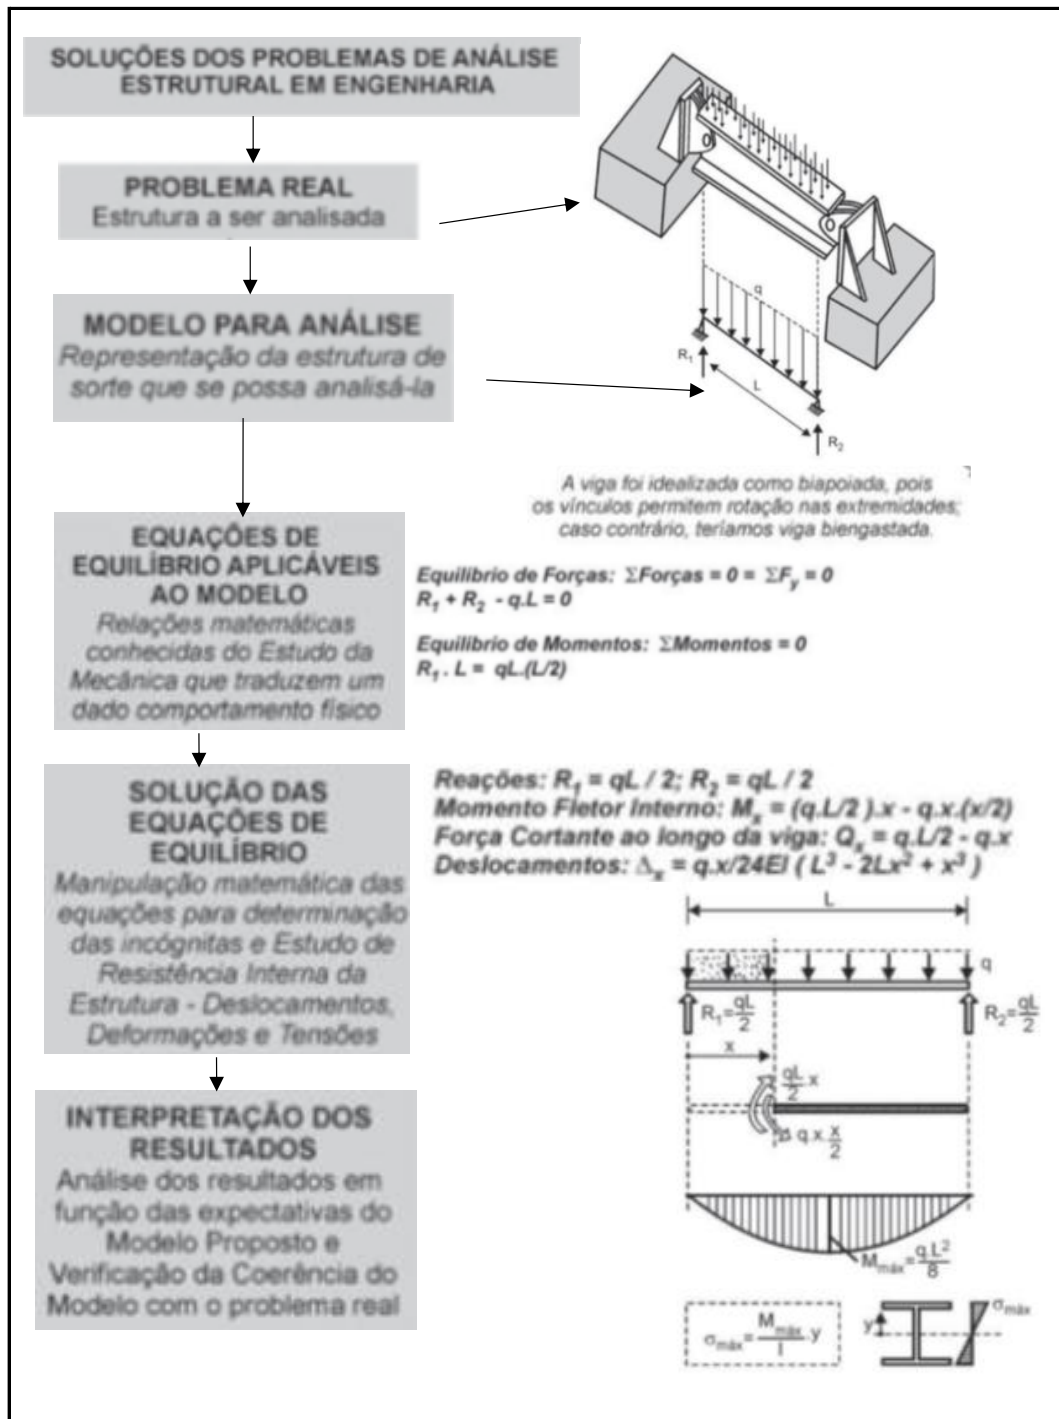 SOLUÇÕES DOS PROBLEMAS DE ANÁLISE
ESTRUTURAL EM ENGENHARIA
PROBLEMA REAL
Estrutura a ser analisada
q
R₁
L
R₂
MODELO PARA ANÁLISE
Representação da estrutura de
sorte que se possa analisá-la
A viga foi idealizada como biapoiada, pois
os vínculos permitem rotação nas extremidades;
caso contrário, teríamos viga biengastada.
EQUAÇÕES DE
EQUILÍBRIO APLICÁVEIS
AO MODELO
Relações matemáticas
conhecidas do Estudo da
Mecânica que traduzem um
dado comportamento físico
Equilíbrio de Forças: ΣForças = 0 = ΣFy = 0
R₁ + R₂ - q.L = 0
Equilíbrio de Momentos: ΣMomentos = 0
R₁ . L = qL.(L/2)
SOLUÇÃO DAS
EQUAÇÕES DE
EQUILÍBRIO
Manipulação matemática das
equações para determinação
das incógnitas e Estudo de
Resistência Interna da
Estrutura - Deslocamentos,
Deformações e Tensões
Reações: R₁ = qL / 2; R₂ = qL / 2
Momento Fletor Interno: Mₓ = (q.L/2 ).x - q.x.(x/2)
Força Cortante ao longo da viga: Qₓ = q.L/2 - q.x
Deslocamentos: Δₓ = q.x/24EI ( L³ - 2Lx² + x³ )
L
q
R₁=qL/2
R₂=qL/2
x
qL/2 .x
q.x.x/2
Mmáx=q.L²/8
σmáx=Mmáx/I .y
y
σmáx
INTERPRETAÇÃO DOS
RESULTADOS
Análise dos resultados em
função das expectativas do
Modelo Proposto e
Verificação da Coerência do
Modelo com o problema real